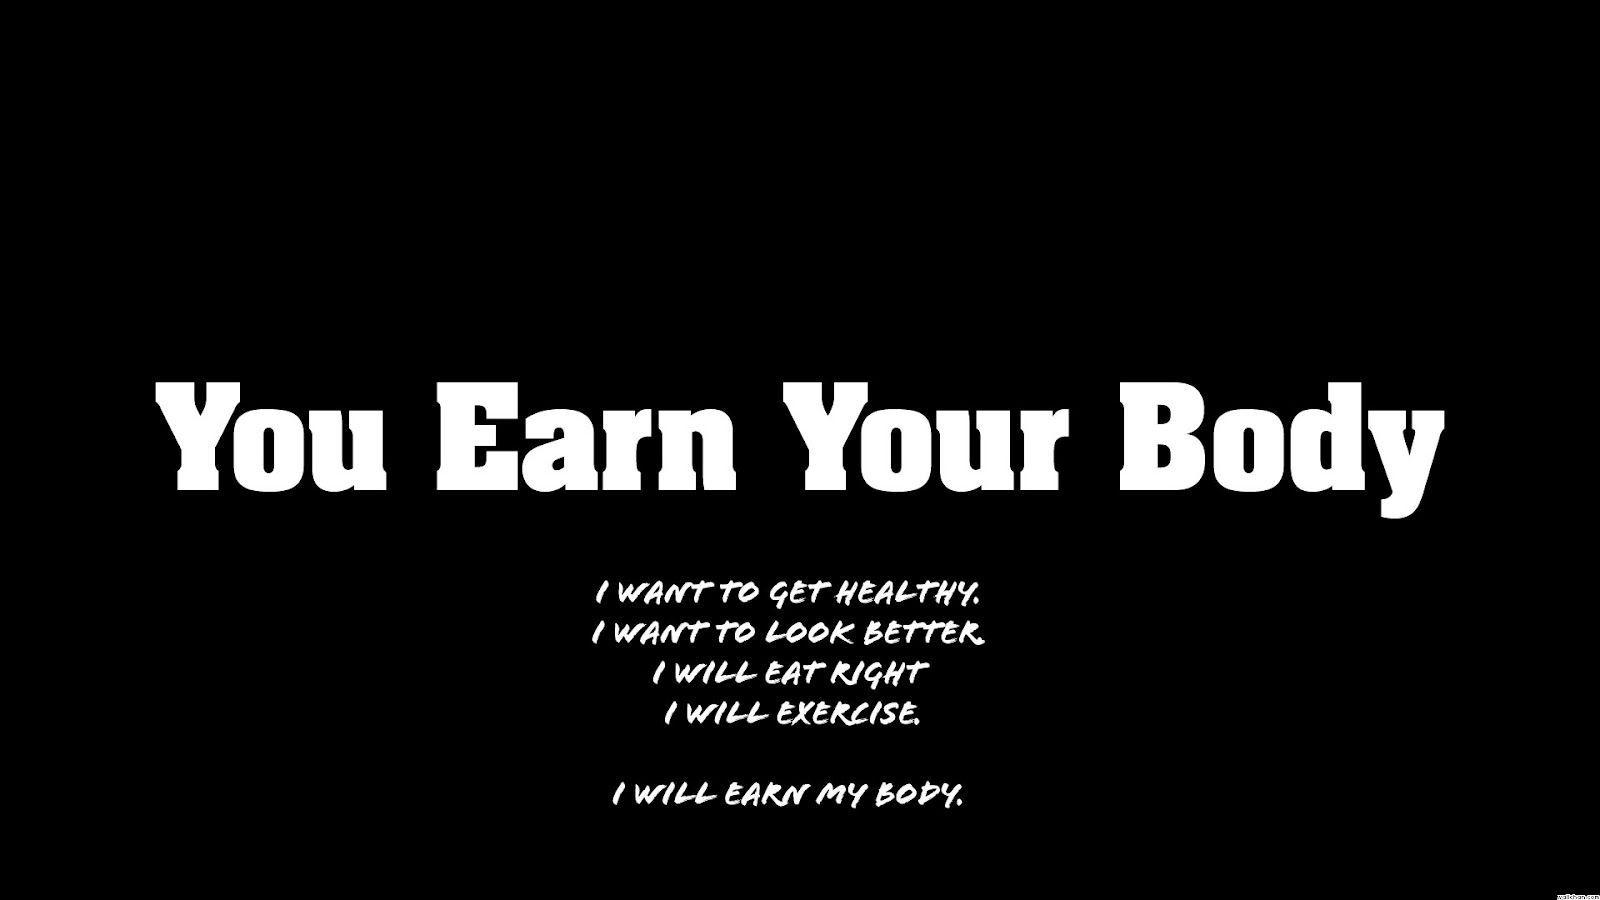 You Earn Your Body
I WANT TO GET HEALTHY.
I WANT TO LOOK BETTER.
I WILL EAT RIGHT
I WILL EXERCISE.
I WILL EARN MY BODY.